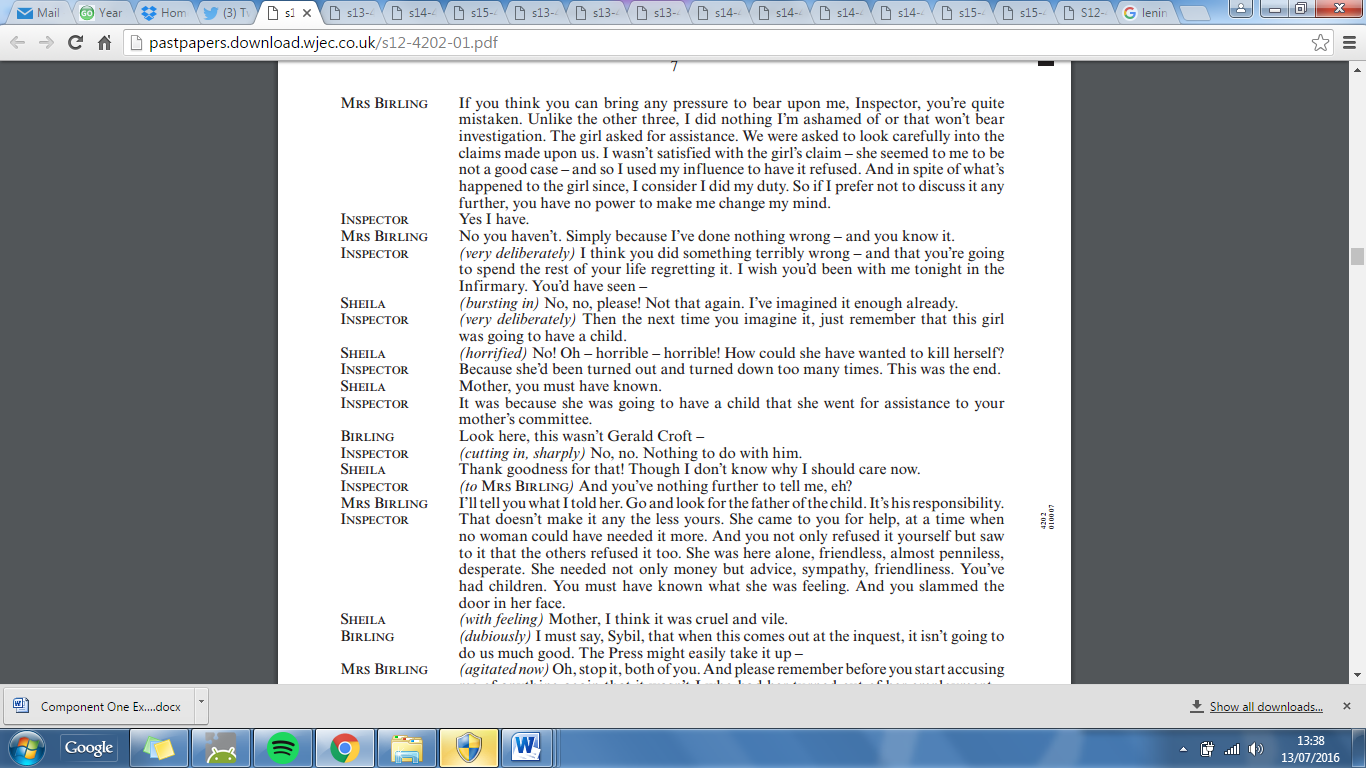 Mail
Year
Hom
(3) Tw
s1
s13-
s14-
s15-
s13-
s13-
s13-
s14-
s14-
s14-
s14-
s15-
s15-
S12-
lenin
pastpapers.download.wjec.co.uk/s12-4202-01.pdf
7
MRS BIRLING If you think you can bring any pressure to bear upon me, Inspector, you're quite
mistaken. Unlike the other three, I did nothing I'm ashamed of or that won't bear
investigation. The girl asked for assistance. We were asked to look carefully into the
claims made upon us. I wasn't satisfied with the girl's claim – she seemed to me to be
not a good case – and so I used my influence to have it refused. And in spite of what's
happened to the girl since, I consider I did my duty. So if I prefer not to discuss it any
further, you have no power to make me change my mind.
INSPECTOR Yes I have.
MRS BIRLING No you haven't. Simply because I've done nothing wrong – and you know it.
INSPECTOR (very deliberately) I think you did something terribly wrong – and that you're going
to spend the rest of your life regretting it. I wish you'd been with me tonight in the
Infirmary. You'd have seen –
SHEILA (bursting in) No, no, please! Not that again. I've imagined it enough already.
INSPECTOR (very deliberately) Then the next time you imagine it, just remember that this girl
was going to have a child.
SHEILA (horrified) No! Oh – horrible – horrible! How could she have wanted to kill herself?
INSPECTOR Because she'd been turned out and turned down too many times. This was the end.
SHEILA Mother, you must have known.
INSPECTOR It was because she was going to have a child that she went for assistance to your
mother's committee.
BIRLING Look here, this wasn't Gerald Croft –
INSPECTOR (cutting in, sharply) No, no. Nothing to do with him.
SHEILA Thank goodness for that! Though I don't know why I should care now.
INSPECTOR (to MRS BIRLING) And you've nothing further to tell me, eh?
MRS BIRLING I'll tell you what I told her. Go and look for the father of the child. It's his responsibility.
INSPECTOR That doesn't make it any the less yours. She came to you for help, at a time when
no woman could have needed it more. And you not only refused it yourself but saw
to it that the others refused it too. She was here alone, friendless, almost penniless,
desperate. She needed not only money but advice, sympathy, friendliness. You've
had children. You must have known what she was feeling. And you slammed the
door in her face.
SHEILA (with feeling) Mother, I think it was cruel and vile.
BIRLING (dubiously) I must say, Sybil, that when this comes out at the inquest, it isn't going to
do us much good. The Press might easily take it up –
MRS BIRLING (agitated now) Oh, stop it, both of you. And please remember before you start accusing
4202
010007
Component One Ex....docx
Show all downloads...
Google
13:38
13/07/2016